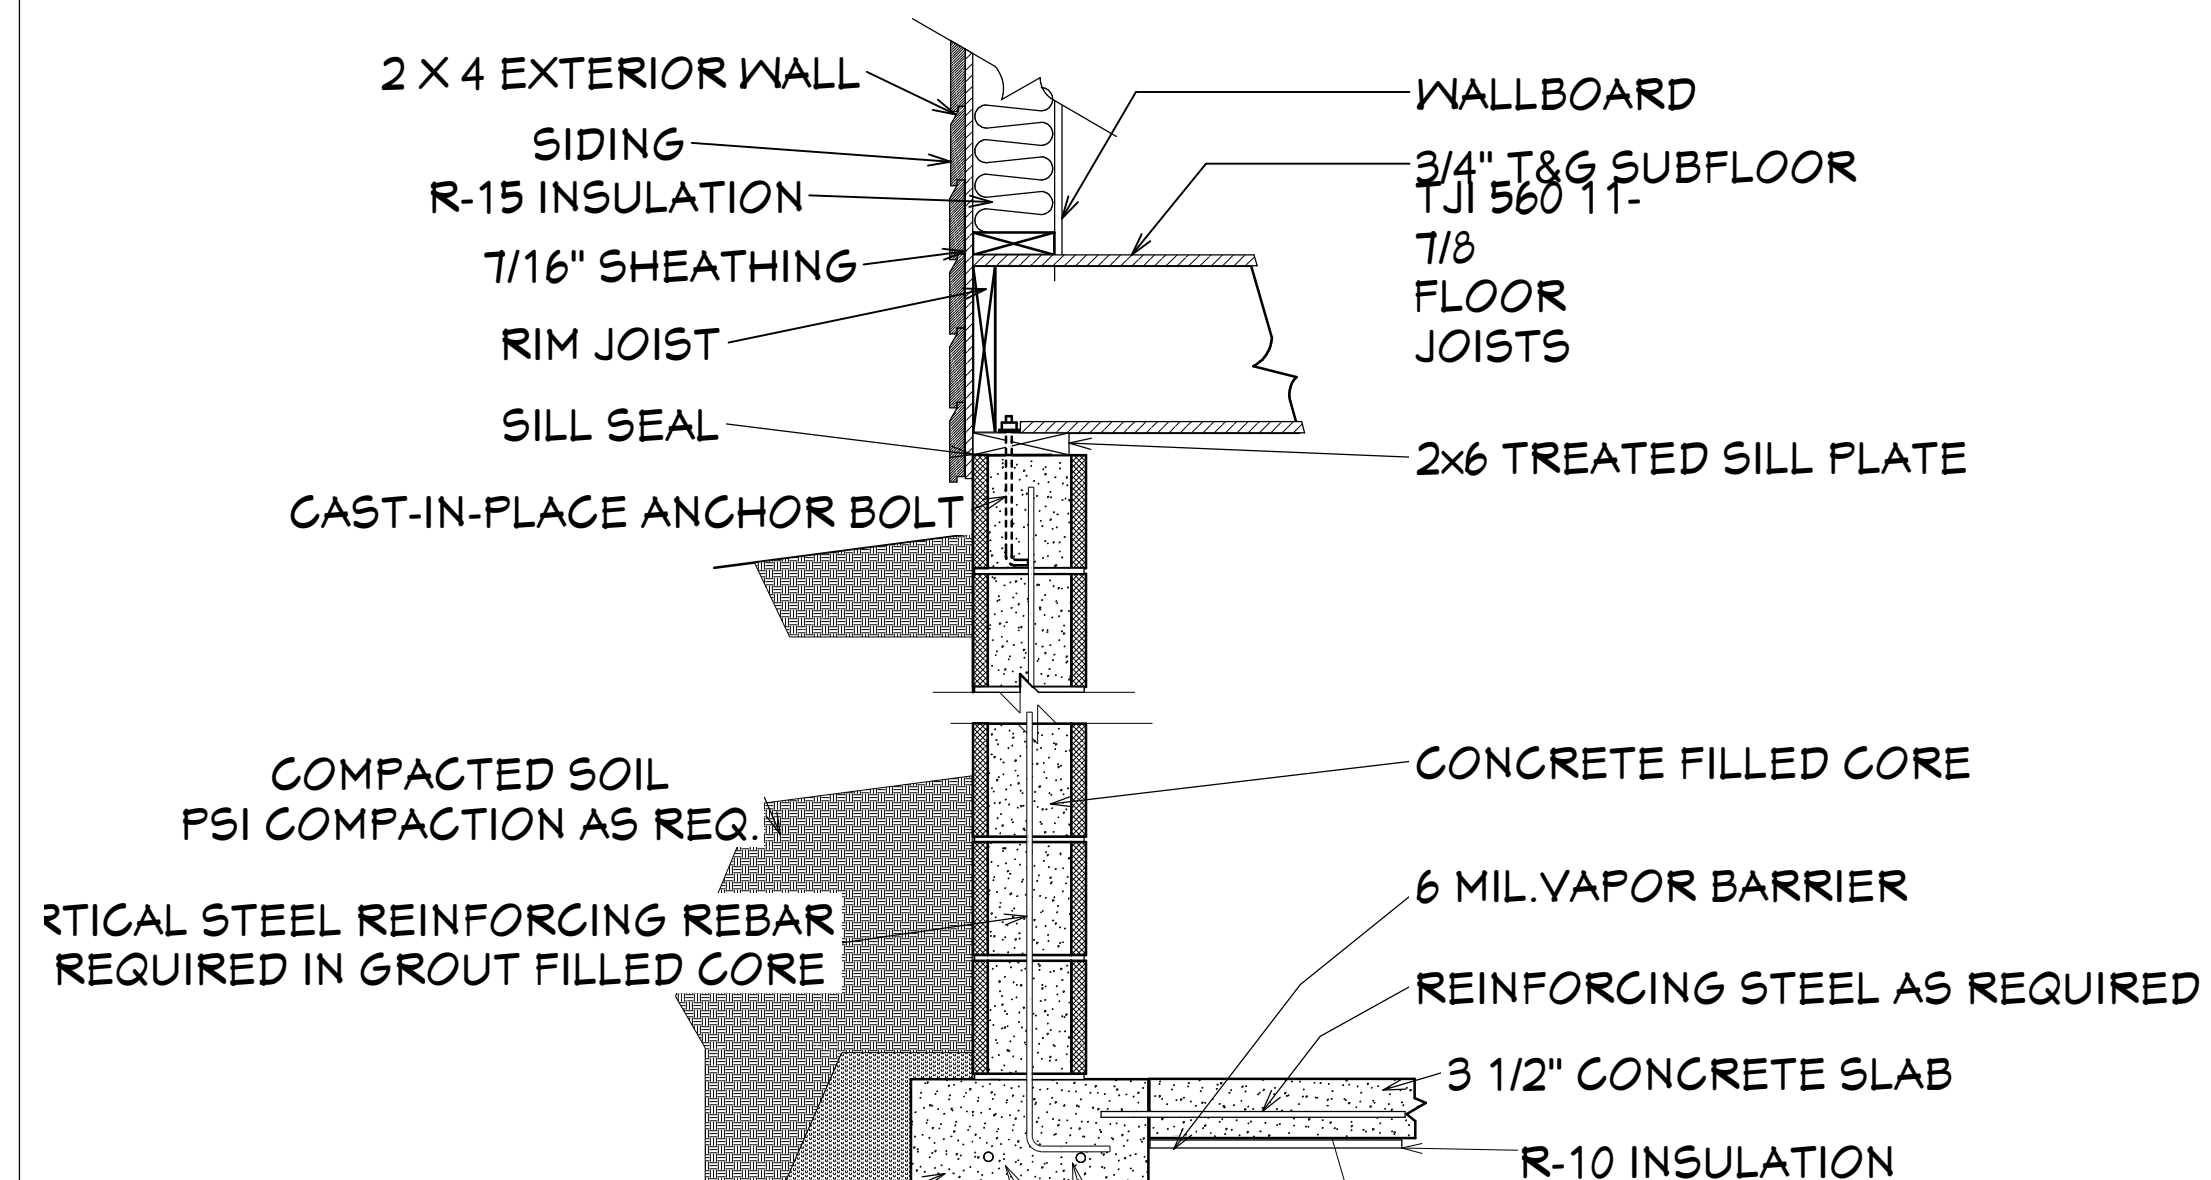 2 X 4 EXTERIOR WALL
SIDING
R-15 INSULATION
7/16" SHEATHING
RIM JOIST
SILL SEAL
CAST-IN-PLACE ANCHOR BOLT
COMPACTED SOIL
PSI COMPACTION AS REQ.
RTICAL STEEL REINFORCING REBAR
REQUIRED IN GROUT FILLED CORE
WALLBOARD
3/4" T&G SUBFLOOR
TJI 560 11-
7/8
FLOOR
JOISTS
2x6 TREATED SILL PLATE
CONCRETE FILLED CORE
6 MIL.VAPOR BARRIER
REINFORCING STEEL AS REQUIRED
3 1/2" CONCRETE SLAB
R-10 INSULATION